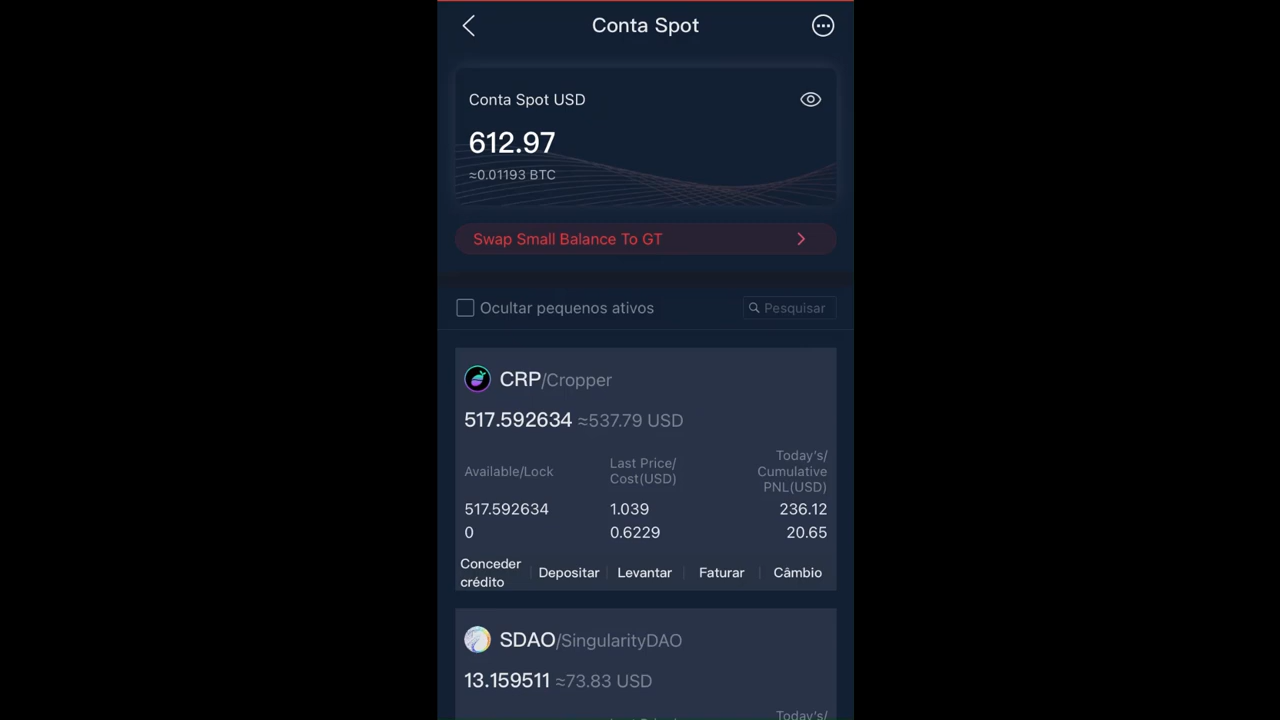 Conta Spot
Conta Spot USD
612.97
≈0.01193 BTC
Swap Small Balance To GT
Ocultar pequenos ativos
Pesquisar
CRP/Cropper
517.592634 ≈537.79 USD
Available/Lock
Last Price/
Cost(USD)
Today's/
Cumulative
PNL(USD)
517.592634
1.039
236.12
0
0.6229
20.65
Conceder
crédito
Depositar
Levantar
Faturar
Câmbio
SDAO/SingularityDAO
13.159511 ≈73.83 USD
Today's/